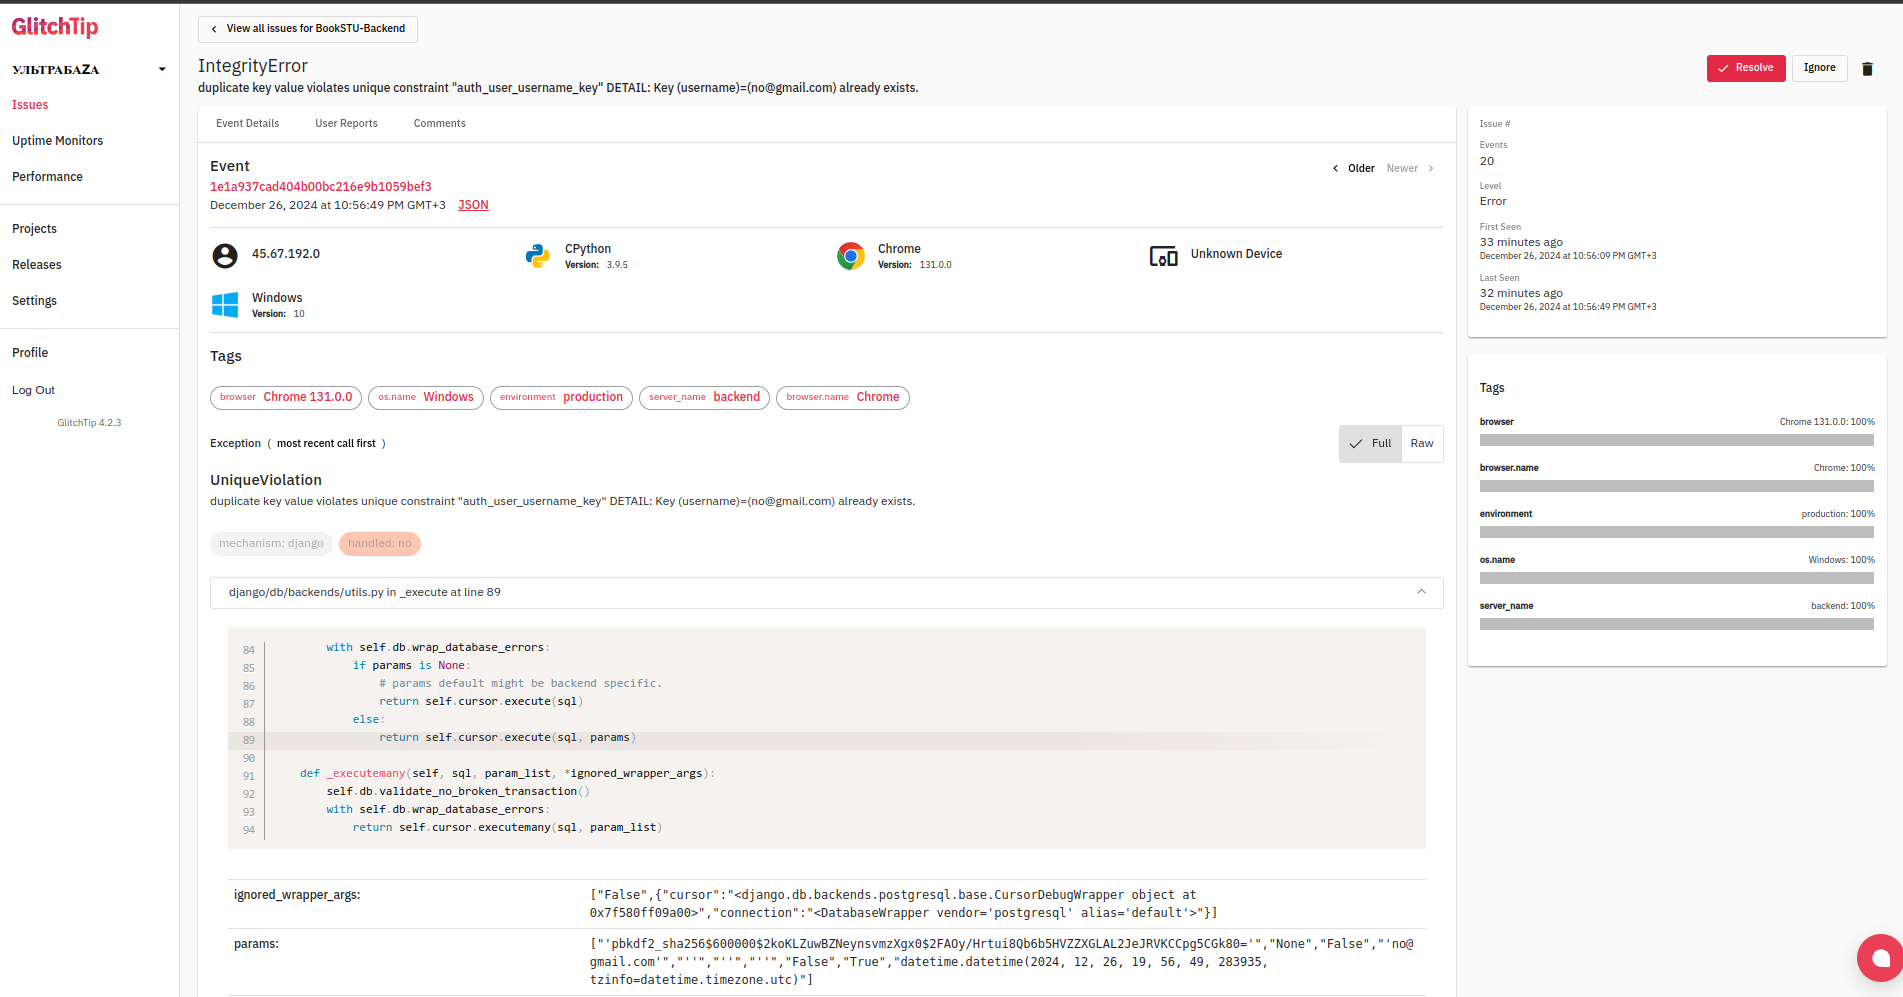 GlitchTip
УЛЬТРАБАZА
Issues
Uptime Monitors
Performance
Projects
Releases
Settings
Profile
Log Out
GlitchTip 4.2.3
View all issues for BookSTU-Backend
IntegrityError
duplicate key value violates unique constraint "auth_user_username_key" DETAIL: Key (username)=(no@gmail.com) already exists.
Resolve
Ignore
Event Details User Reports Comments
Event
Older Newer
1e1a937cad404b00bc216e9b1059bef3
December 26, 2024 at 10:56:49 PM GMT+3 JSON
45.67.192.0
CPython
Version: 3.9.5
Chrome
Version: 131.0.0
Unknown Device
Windows
Version: 10
Tags
browser Chrome 131.0.0 os.name Windows environment production server_name backend browser.name Chrome
Exception ( most recent call first )
Full Raw
UniqueViolation
duplicate key value violates unique constraint "auth_user_username_key" DETAIL: Key (username)=(no@gmail.com) already exists.
mechanism: django handled: no
django/db/backends/utils.py in _execute at line 89
84 with self.db.wrap_database_errors:
85 if params is None:
86 # params default might be backend specific.
87 return self.cursor.execute(sql)
88 else:
89 return self.cursor.execute(sql, params)
90
91 def _executemany(self, sql, param_list, *ignored_wrapper_args):
92 self.db.validate_no_broken_transaction()
93 with self.db.wrap_database_errors:
94 return self.cursor.executemany(sql, param_list)
ignored_wrapper_args: ["False",{"cursor":"<django.db.backends.postgresql.base.CursorDebugWrapper object at
0x7f580ff09a00>","connection":"<DatabaseWrapper vendor='postgresql' alias='default'>"}]
params: ["'pbkdf2_sha256$600000$2koKLZuwBZNeynsvmzXgx0$2FAOy/Hrtui8Qb6b5HVZZXGLAL2JeJRVKCCpg5CGk80='","None","False","'no@
gmail.com'","''","''","''","False","True","datetime.datetime(2024, 12, 26, 19, 56, 49, 283935,
tzinfo=datetime.timezone.utc)"]
Issue #
Events
20
Level
Error
First Seen
33 minutes ago
December 26, 2024 at 10:56:09 PM GMT+3
Last Seen
32 minutes ago
December 26, 2024 at 10:56:49 PM GMT+3
Tags
browser Chrome 131.0.0: 100%
browser.name Chrome: 100%
environment production: 100%
os.name Windows: 100%
server_name backend: 100%